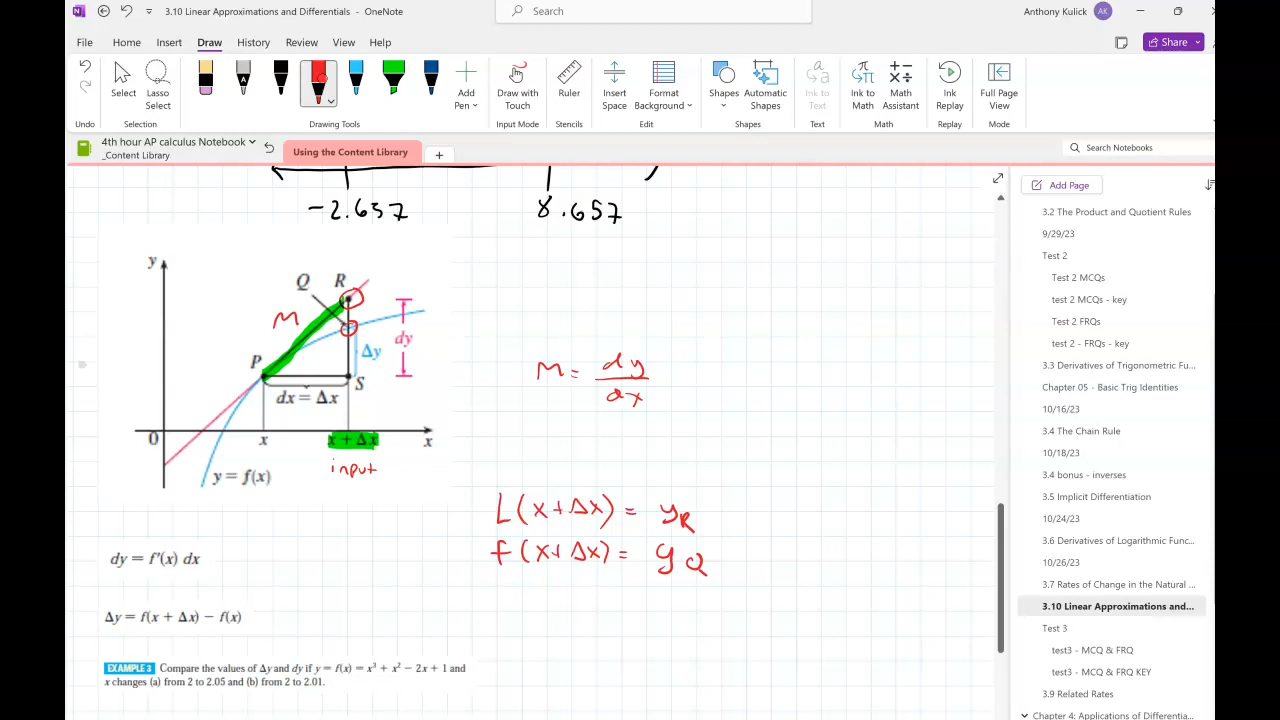 3.10 Linear Approximations and Differentials - OneNote
Search
Anthony Kulick
AK
File Home Insert Draw History Review View Help
Share
Undo
Select
Lasso Select
Selection
Add Pen
Drawing Tools
Draw with Touch
Input Mode
Ruler
Stencils
Insert Space
Format Background
Edit
Shapes
Automatic Shapes
Shapes
Ink to Text
Text
Ink to Math
Math Assistant
Math
Ink Replay
Replay
Full Page View
Mode
4th hour AP calculus Notebook
_Content Library
Using the Content Library
+
Search Notebooks
Add Page
3.2 The Product and Quotient Rules
9/29/23
Test 2
Test 2 MCQs
test 2 MCQs - key
Test 2 FRQs
test 2 - FRQs - key
3.3 Derivatives of Trigonometric Fu...
Chapter 05 - Basic Trig Identities
10/16/23
3.4 The Chain Rule
10/18/23
3.4 bonus - inverses
3.5 Implicit Differentiation
10/24/23
3.6 Derivatives of Logarithmic Func...
10/26/23
3.7 Rates of Change in the Natural ...
3.10 Linear Approximations and...
Test 3
test3 - MCQ & FRQ
test3 - MCQ & FRQ KEY
3.9 Related Rates
Chapter 4: Applications of Differentia...
-2.657
8.657
y
Q R
M
dy
Δy
P
S
dx = Δx
0 x x + Δx x
input
y = f(x)
M = dy/dx
L(x+Δx) = yR
f(x+Δx) = yQ
dy = f'(x) dx
Δy = f(x + Δx) − f(x)
EXAMPLE 3 Compare the values of Δy and dy if y = f(x) = x³ + x² − 2x + 1 and
x changes (a) from 2 to 2.05 and (b) from 2 to 2.01.